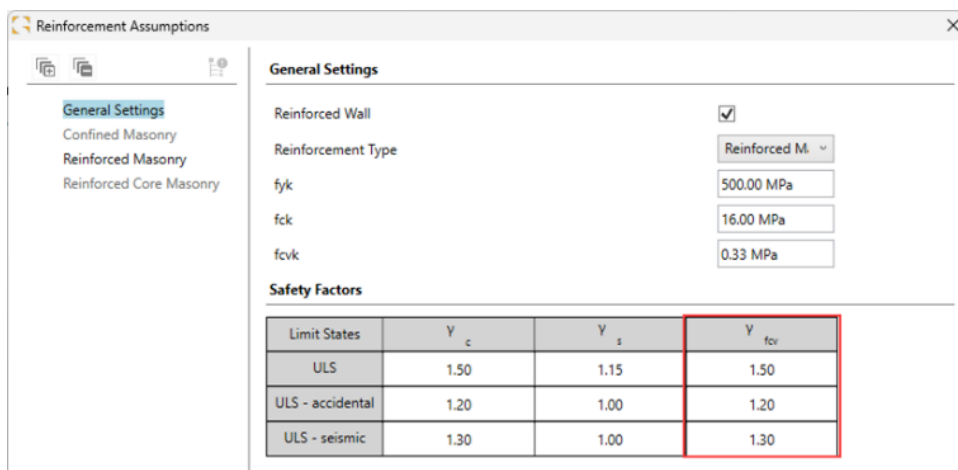 Reinforcement Assumptions
General Settings
Confined Masonry
Reinforced Masonry
Reinforced Core Masonry
General Settings
Reinforced Wall
Reinforcement Type Reinforced M.
fyk 500.00 MPa
fck 16.00 MPa
fcvk 0.33 MPa
Safety Factors
Limit States γ c γ s γ fcv
ULS 1.50 1.15 1.50
ULS - accidental 1.20 1.00 1.20
ULS - seismic 1.30 1.00 1.30